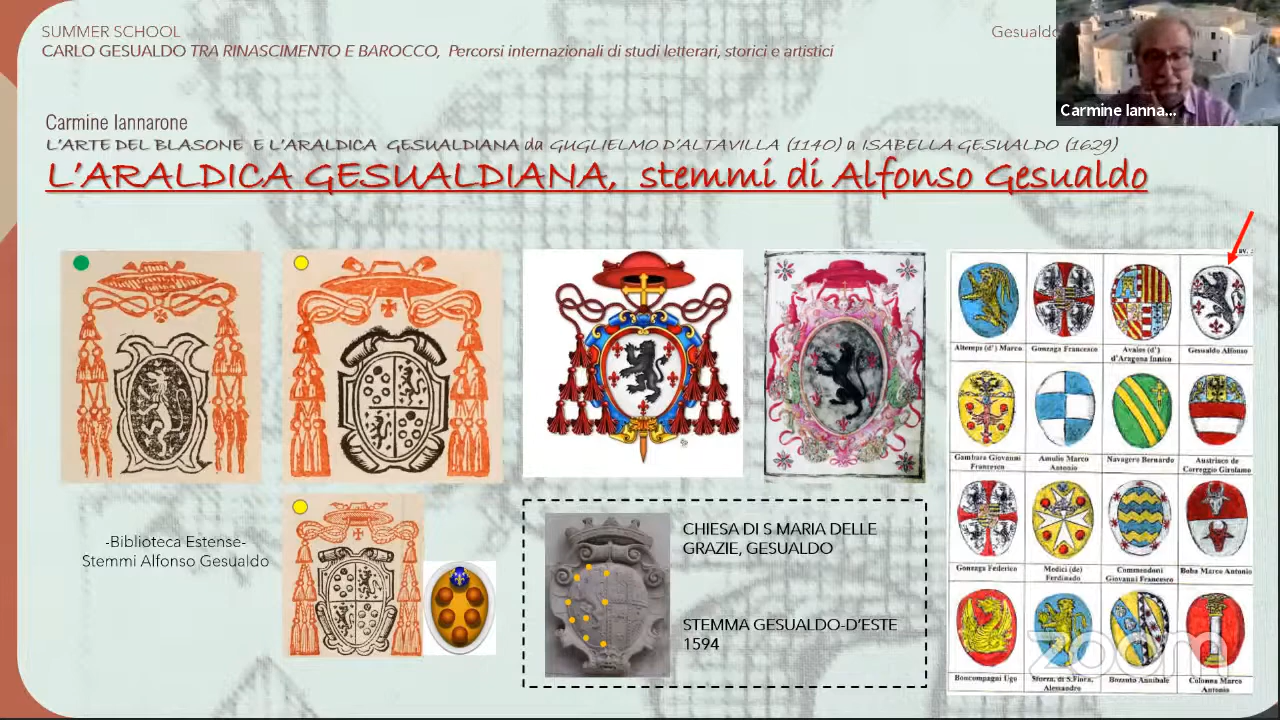 SUMMER SCHOOL
CARLO GESUALDO TRA RINASCIMENTO E BAROCCO, Percorsi internazionali di studi letterari, storici e artistici
Gesualdo
Carmine Ianna...
Carmine Iannarone
L'ARTE DEL BLASONE E L'ARALDICA GESUALDIANA da GUGLIELMO D'ALTAVILLA (1140) a ISABELLA GESUALDO (1629)
L'ARALDICA GESUALDIANA, stemmi di Alfonso Gesualdo
Altemps (d') Marco
Gonzaga Francesco
Avalos (d')
d'Aragona Innico
Gesualdo Alfonso
Gambara Giovanni
Francesco
Amulio Marco
Antonio
Navagero Bernardo
Austriaco de
Correggio Girolamo
Gonzaga Federico
Medici (de)
Ferdinado
Commendoni
Giovanni Francesco
Boba Marco Antonio
Boncompagni Ugo
Sforza, di S.Fiora,
Alessandro
Bozzuto Annibale
Colonna Marco
Antonio
-Biblioteca Estense-
Stemmi Alfonso Gesualdo
CHIESA DI S MARIA DELLE
GRAZIE, GESUALDO
STEMMA GESUALDO-D'ESTE
1594
zoom